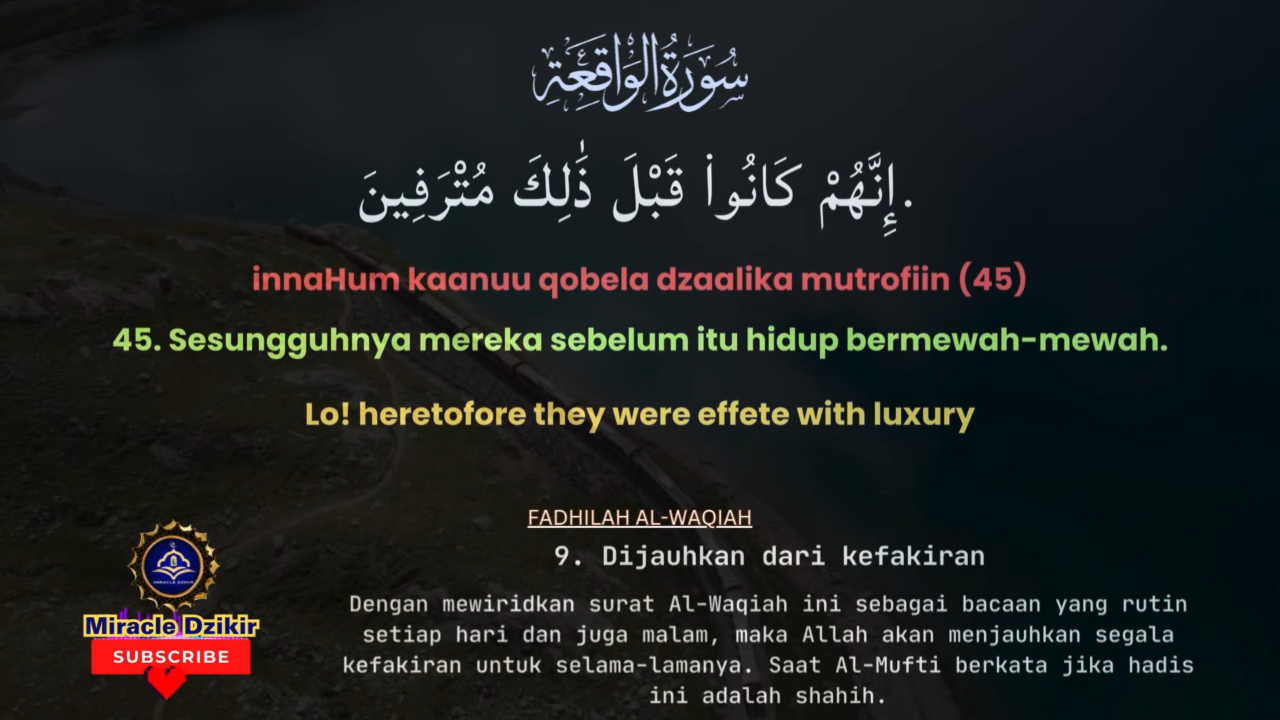 سُورَةُ الوَاقِعَةِ
إِنَّهُمْ كَانُوا۟ قَبْلَ ذَٰلِكَ مُتْرَفِينَ.
innaHum kaanuu qobela dzaalika mutrofiin (45)
45. Sesungguhnya mereka sebelum itu hidup bermewah-mewah.
Lo! heretofore they were effete with luxury
FADHILAH AL-WAQIAH
9. Dijauhkan dari kefakiran
Dengan mewiridkan surat Al-Waqiah ini sebagai bacaan yang rutin
setiap hari dan juga malam, maka Allah akan menjauhkan segala
kefakiran untuk selama-lamanya. Saat Al-Mufti berkata jika hadis
ini adalah shahih.
MIRACLE DZIKIR
Miracle Dzikir
SUBSCRIBE